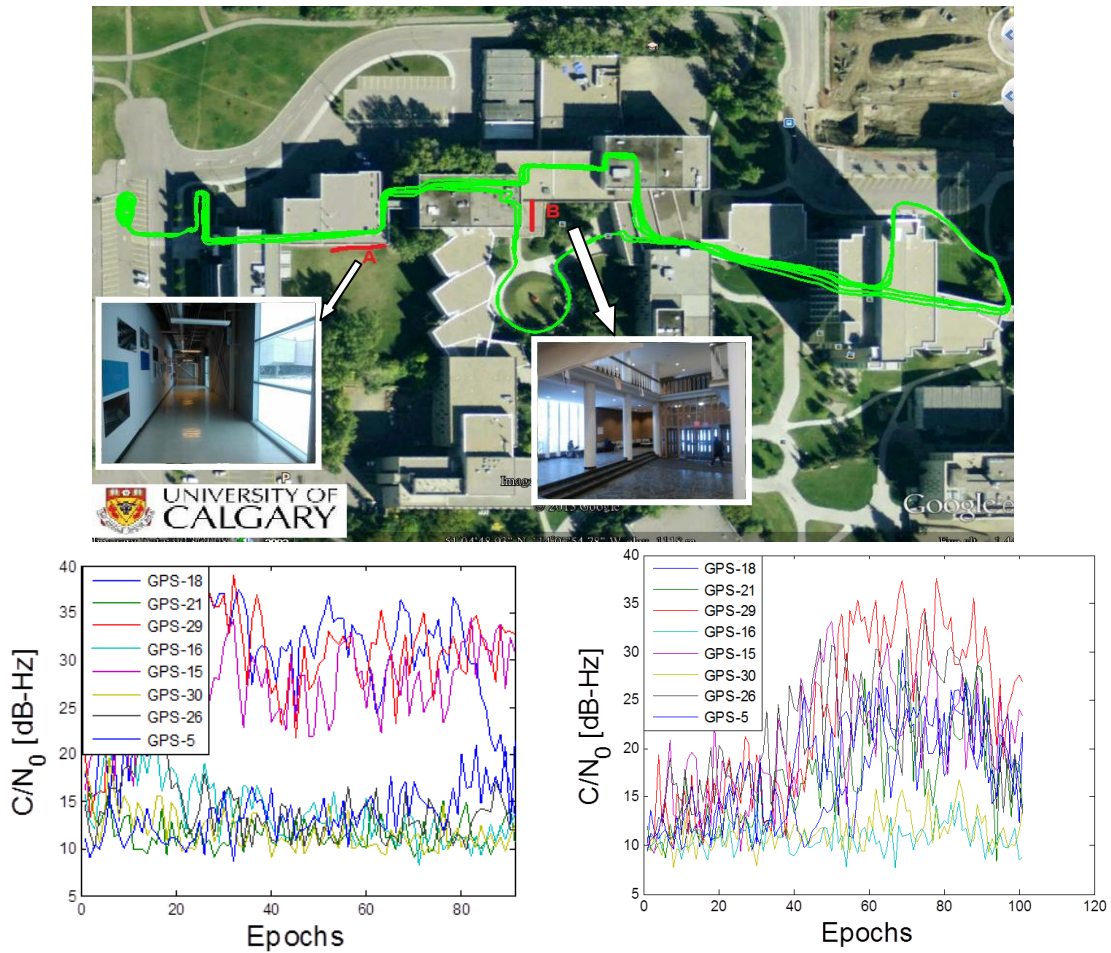 B
A
P
Imag
© 2013 Google
Google e
UNIVERSITY OF
CALGARY
40
35
30
25
20
15
10
5
0
20
40
60
80
C/N0 [dB-Hz]
Epochs
GPS-18
GPS-21
GPS-29
GPS-16
GPS-15
GPS-30
GPS-26
GPS-5
40
35
30
25
20
15
10
5
0
20
40
60
80
100
120
C/N0 [dB-Hz]
Epochs
GPS-18
GPS-21
GPS-29
GPS-16
GPS-15
GPS-30
GPS-26
GPS-5